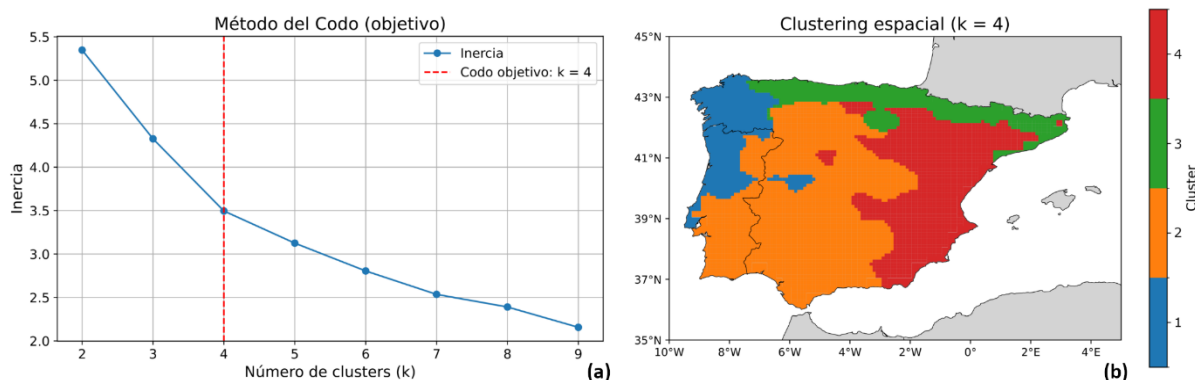 Método del Codo (objetivo)
5.5
5.0
4.5
4.0
3.5
3.0
2.5
2.0
Inercia
Inercia
Codo objetivo: k = 4
2 3 4 5 6 7 8 9
Número de clusters (k)
(a)
Clustering espacial (k = 4)
45°N
43°N
41°N
39°N
37°N
35°N
10°W 8°W 6°W 4°W 2°W 0° 2°E 4°E
(b)
4
3
2
1
Cluster